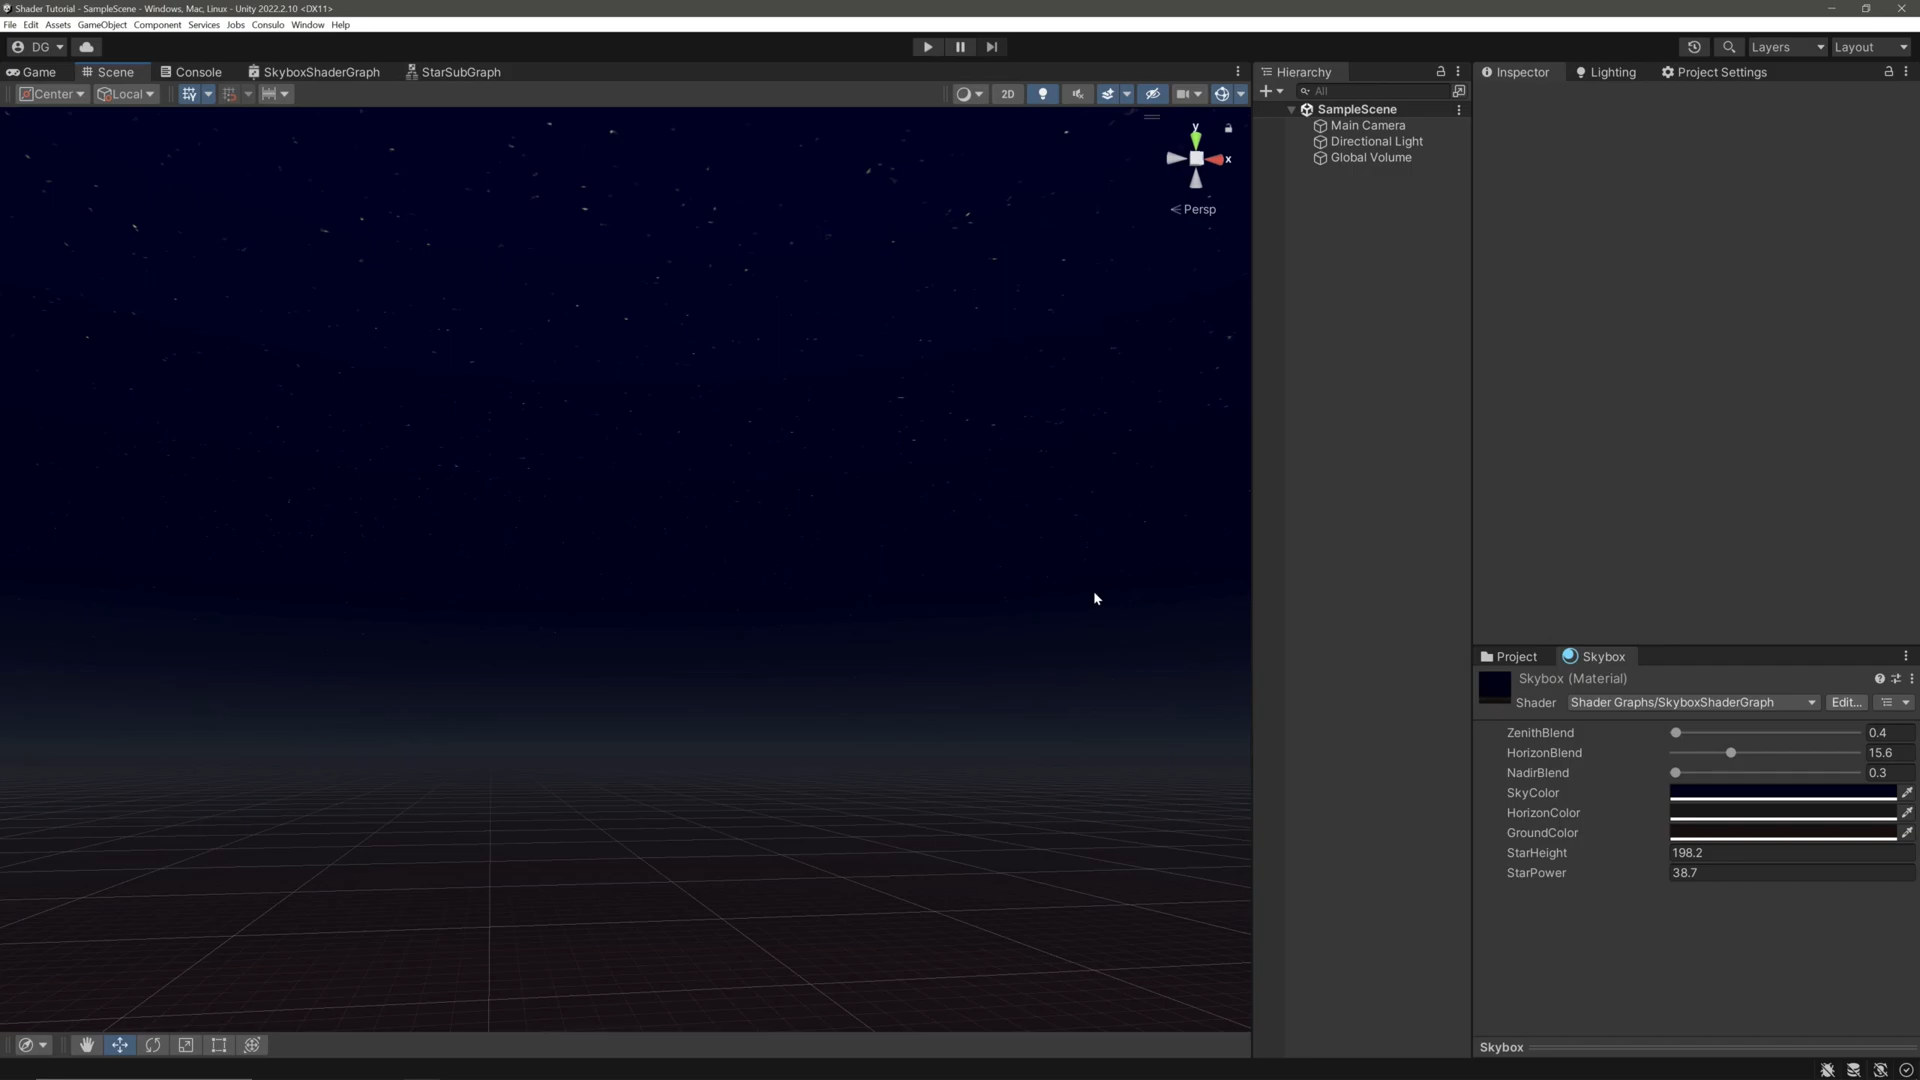 Shader Tutorial - SampleScene - Windows, Mac, Linux - Unity 2022.2.10 <DX11>
File Edit Assets GameObject Component Services Jobs Consulo Window Help
DG
Layers
Layout
Game
Scene
Console
SkyboxShaderGraph
StarSubGraph
Hierarchy
Inspector
Lighting
Project Settings
Center
Local
2D
All
SampleScene
Main Camera
Directional Light
Global Volume
y
x
Persp
Project
Skybox
Skybox (Material)
Shader
Shader Graphs/SkyboxShaderGraph
Edit...
ZenithBlend 0.4
HorizonBlend 15.6
NadirBlend 0.3
SkyColor
HorizonColor
GroundColor
StarHeight 198.2
StarPower 38.7
Skybox